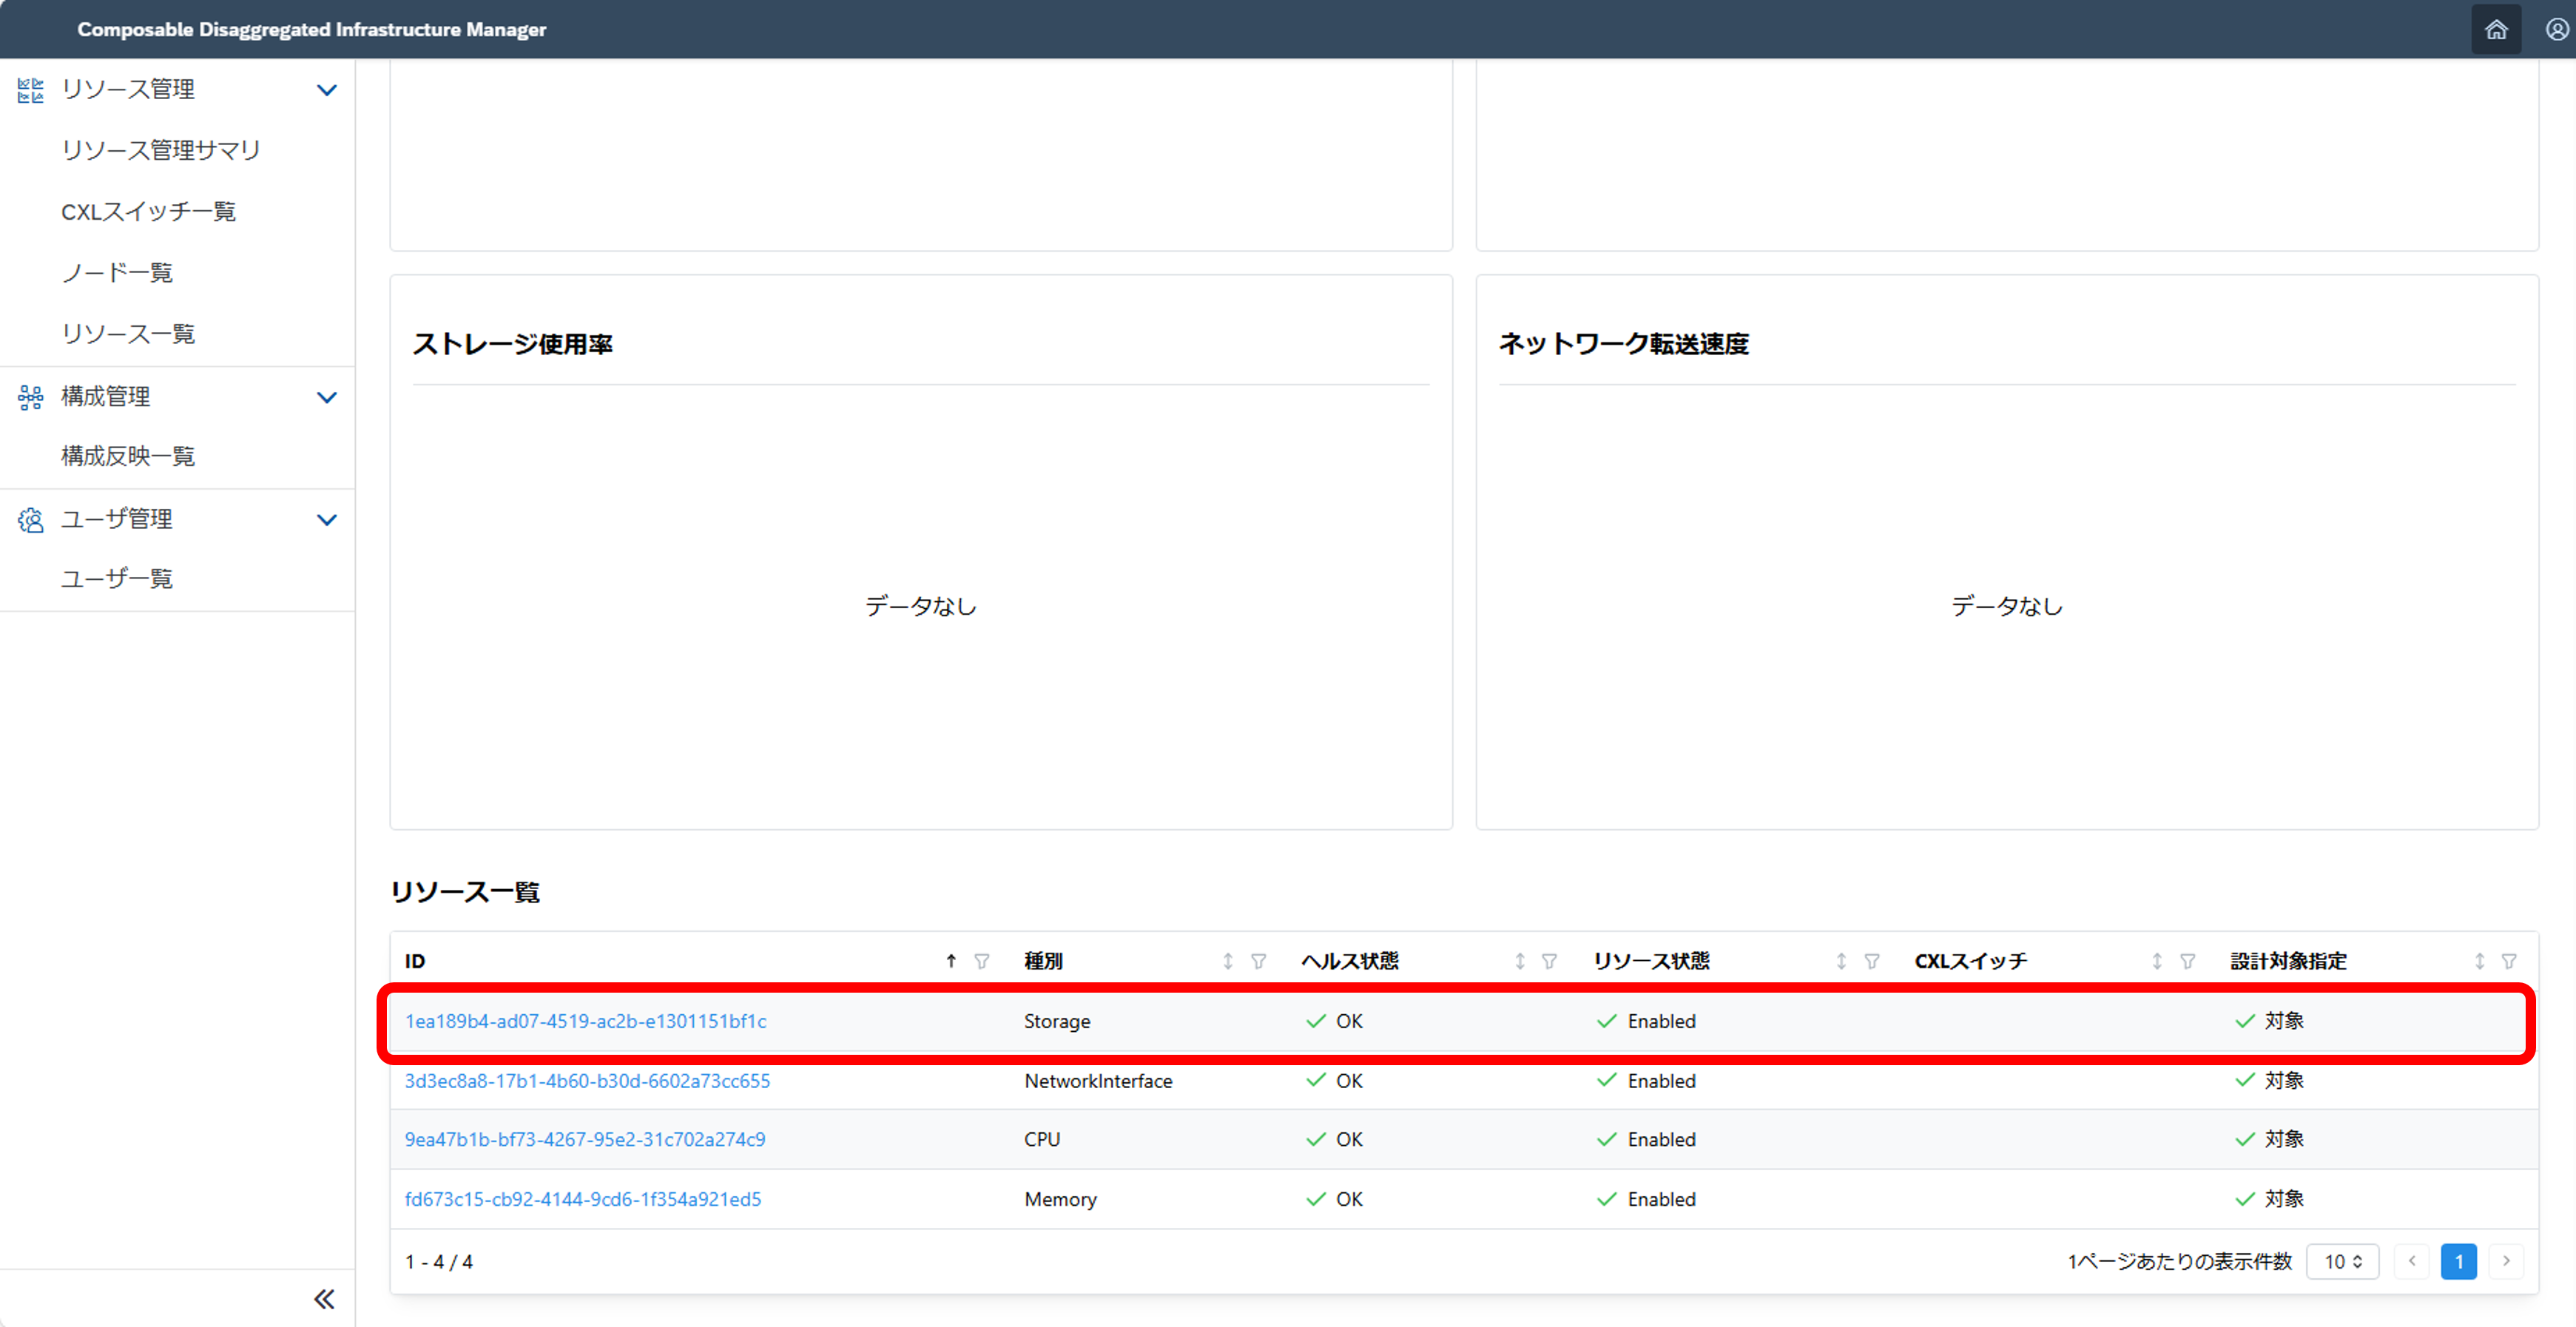 Composable Disaggregated Infrastructure Manager
リソース管理
リソース管理サマリ
CXLスイッチ一覧
ノード一覧
リソース一覧
構成管理
構成反映一覧
ユーザ管理
ユーザ一覧
ストレージ使用率
データなし
ネットワーク転送速度
データなし
リソース一覧
ID 種別 ヘルス状態 リソース状態 CXLスイッチ 設計対象指定
1ea189b4-ad07-4519-ac2b-e1301151bf1c Storage OK Enabled 対象
3d3ec8a8-17b1-4b60-b30d-6602a73cc655 NetworkInterface OK Enabled 対象
9ea47b1b-bf73-4267-95e2-31c702a274c9 CPU OK Enabled 対象
fd673c15-cb92-4144-9cd6-1f354a921ed5 Memory OK Enabled 対象
1 - 4 / 4 1ページあたりの表示件数 10 1